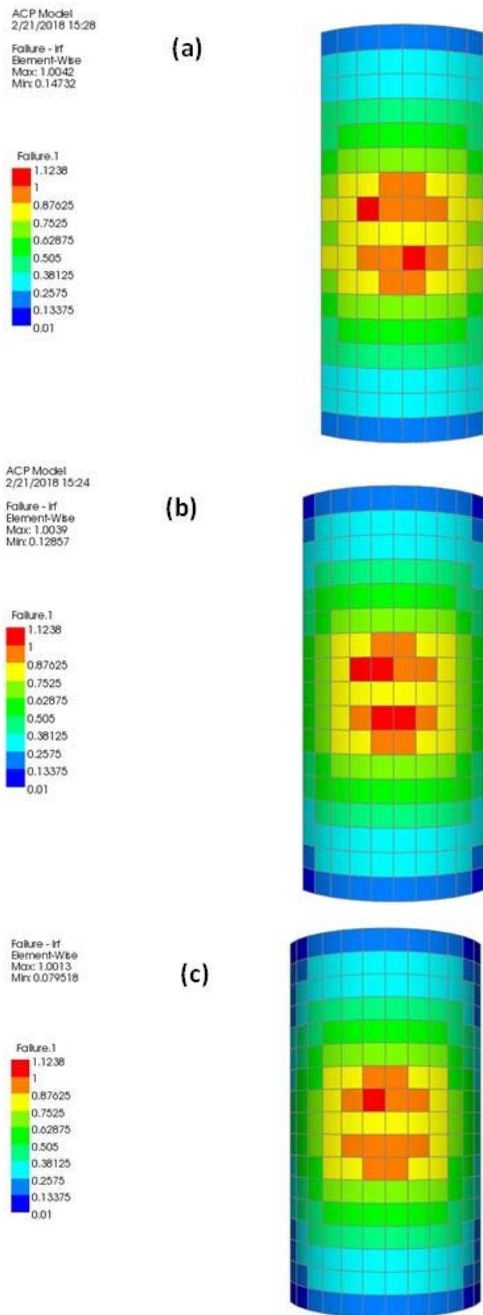 ACP Model
2/21/2018 15:28
(a)
Failure - irf
Element-Wise
Max: 1.0042
Min: 0.14732
Failure.1
1.1238
1
0.87625
0.7525
0.62875
0.505
0.38125
0.2575
0.13375
0.01
ACP Model
2/21/2018 15:24
(b)
Failure - irf
Element-Wise
Max: 1.0039
Min: 0.12857
Failure.1
1.1238
1
0.87625
0.7525
0.62875
0.505
0.38125
0.2575
0.13375
0.01
Failure - irf
Element-Wise
Max: 1.0013
Min: 0.079518
(c)
Failure.1
1.1238
1
0.87625
0.7525
0.62875
0.505
0.38125
0.2575
0.13375
0.01